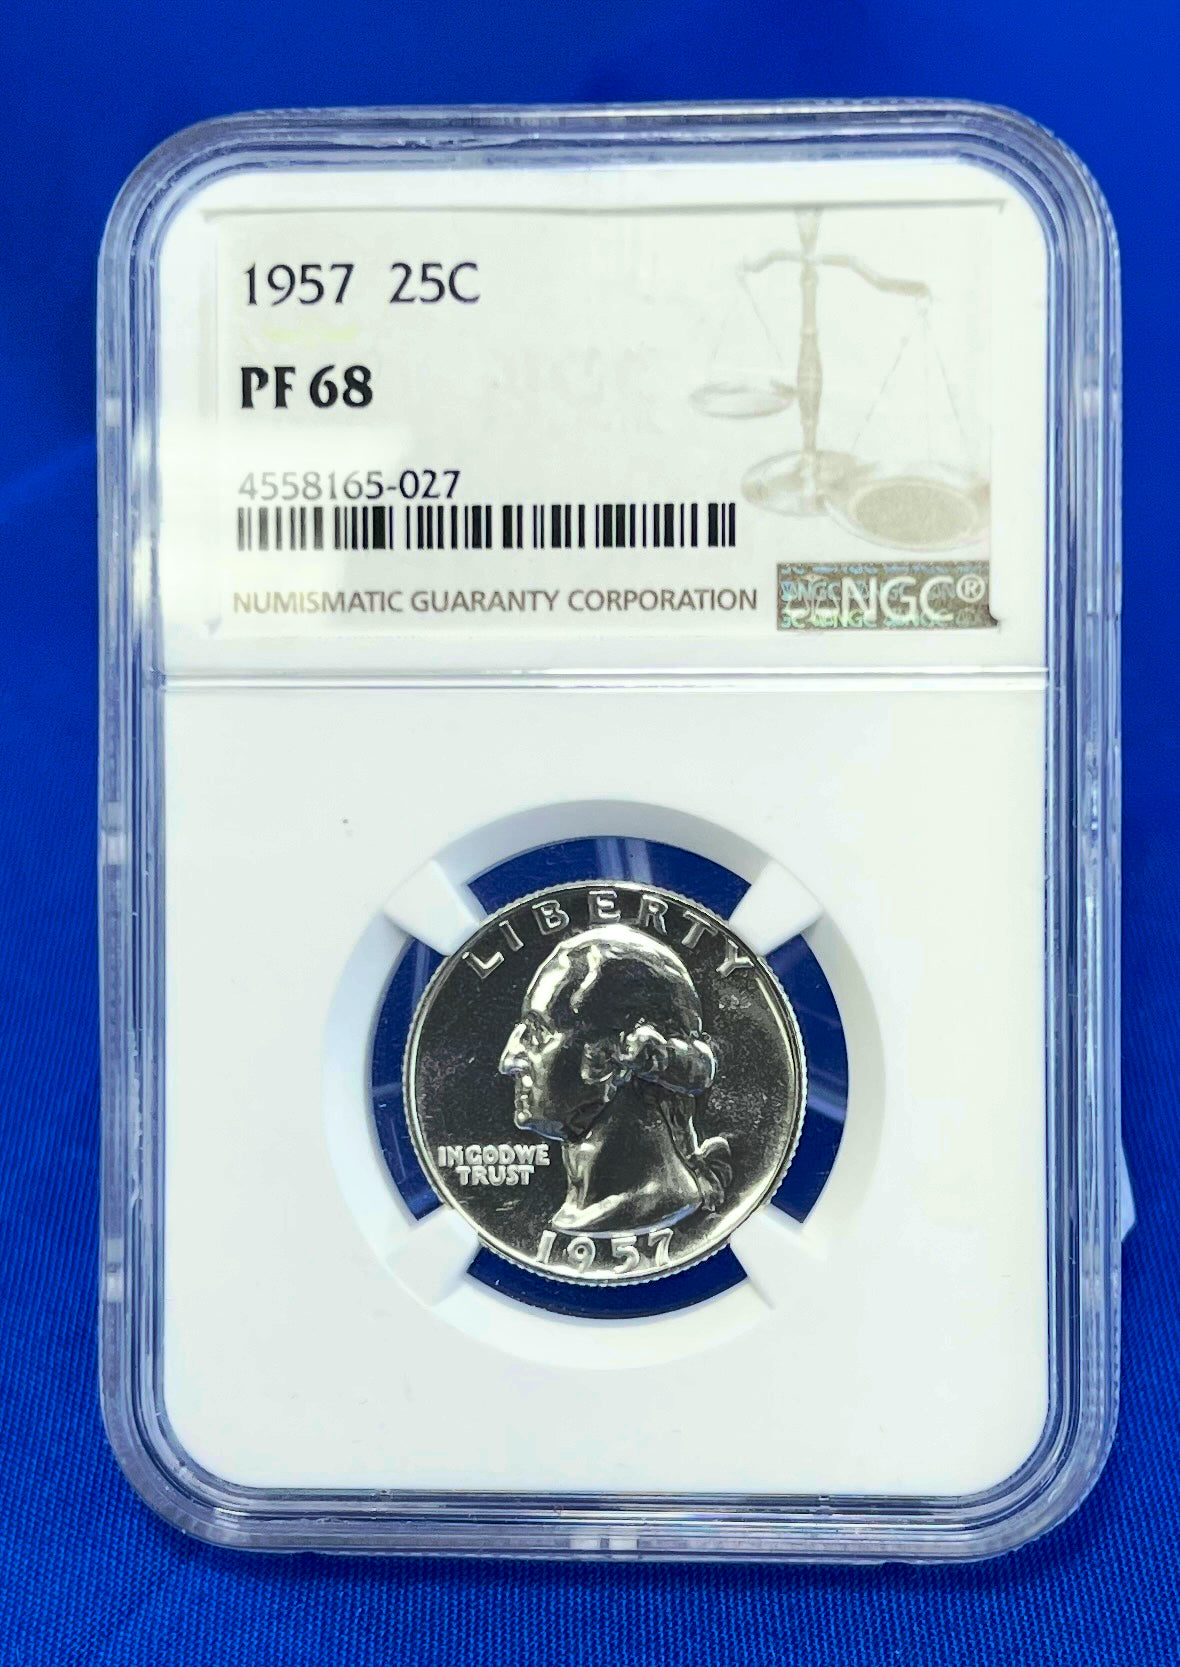 1957 25C
PF 68
4558165-027
NUMISMATIC GUARANTY CORPORATION
NGC®
LIBERTY
IN GOD WE
TRUST
1957